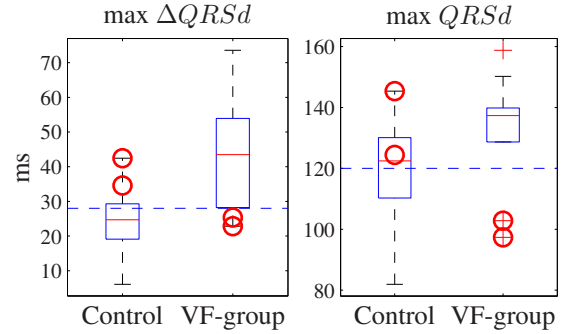 max ΔQRSd
max QRSd
ms
70
60
50
40
30
20
10
Control
VF-group
160
140
120
100
80
Control
VF-group